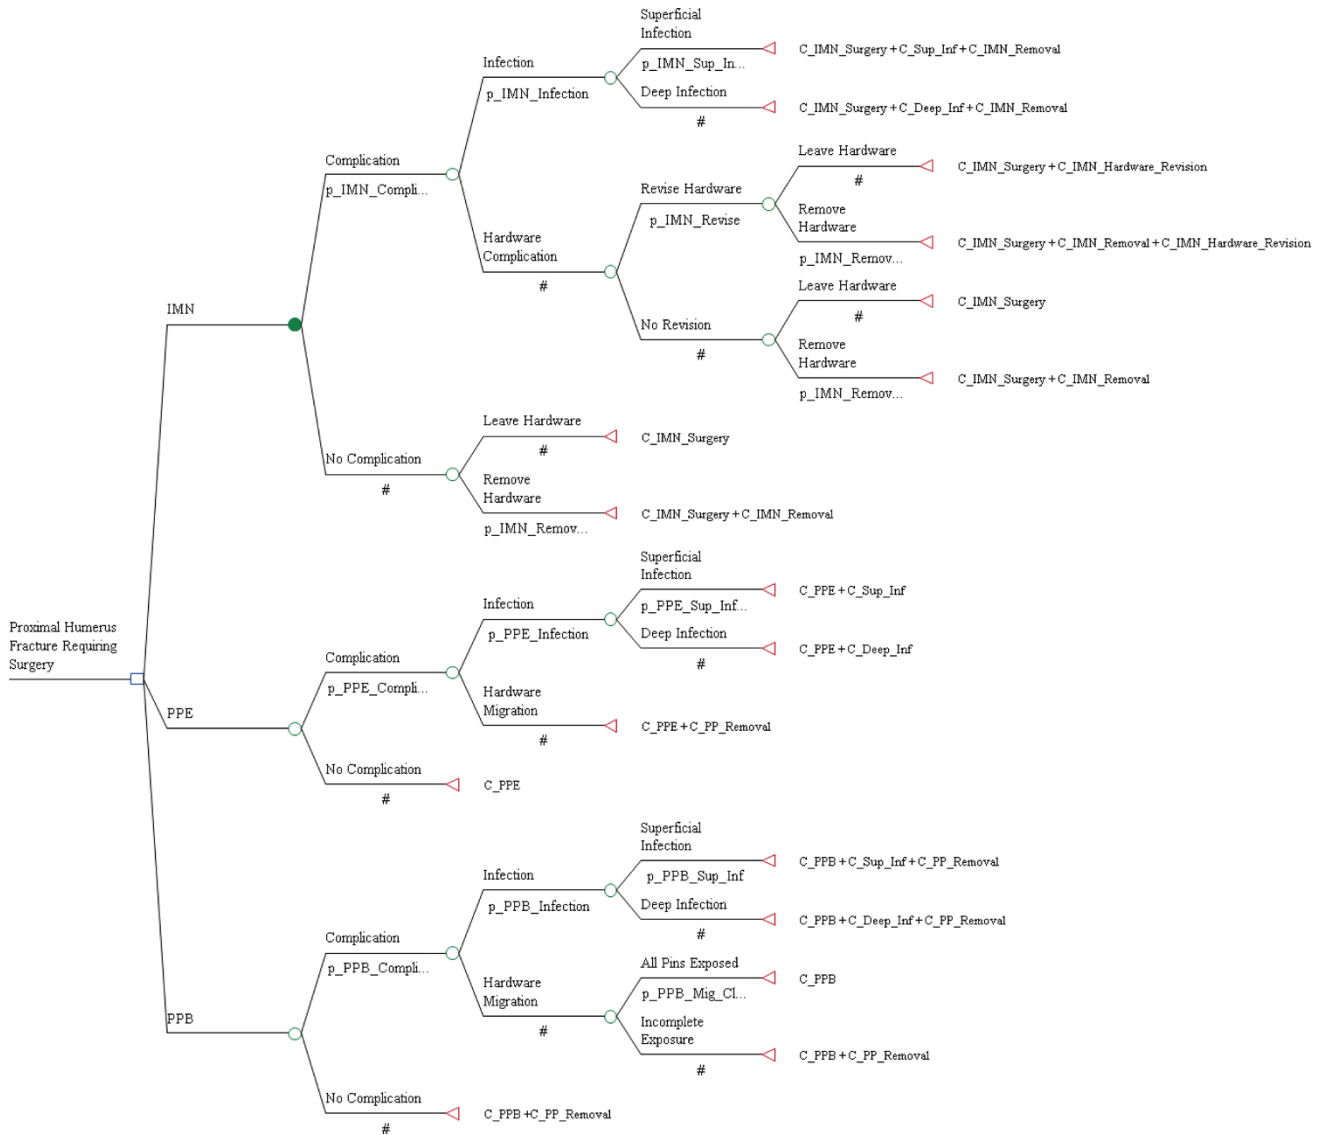 Superficial
Infection
p_IMN_Sup_In...
C_IMN_Surgery + C_Sup_Inf + C_IMN_Removal
Infection
p_IMN_Infection
Deep Infection
#
C_IMN_Surgery + C_Deep_Inf + C_IMN_Removal
Complication
p_IMN_Compli...
Leave Hardware
#
C_IMN_Surgery + C_IMN_Hardware_Revision
Revise Hardware
p_IMN_Revise
Remove
Hardware
p_IMN_Remov...
C_IMN_Surgery + C_IMN_Removal + C_IMN_Hardware_Revision
Hardware
Complication
#
Leave Hardware
#
C_IMN_Surgery
No Revision
#
Remove
Hardware
p_IMN_Remov...
C_IMN_Surgery + C_IMN_Removal
IMN
Leave Hardware
#
C_IMN_Surgery
No Complication
#
Remove
Hardware
p_IMN_Remov...
C_IMN_Surgery + C_IMN_Removal
Proximal Humerus
Fracture Requiring
Surgery
Superficial
Infection
p_PPE_Sup_Inf...
C_PPE + C_Sup_Inf
Infection
p_PPE_Infection
Deep Infection
#
C_PPE + C_Deep_Inf
Complication
p_PPE_Compli...
Hardware
Migration
#
C_PPE + C_PP_Removal
PPE
No Complication
#
C_PPE
Superficial
Infection
p_PPB_Sup_Inf
C_PPB + C_Sup_Inf + C_PP_Removal
Infection
p_PPB_Infection
Deep Infection
#
C_PPB + C_Deep_Inf + C_PP_Removal
Complication
p_PPB_Compli...
All Pins Exposed
p_PPB_Mig_Cl...
C_PPB
Hardware
Migration
#
Incomplete
Exposure
#
C_PPB + C_PP_Removal
PPB
No Complication
#
C_PPB +C_PP_Removal